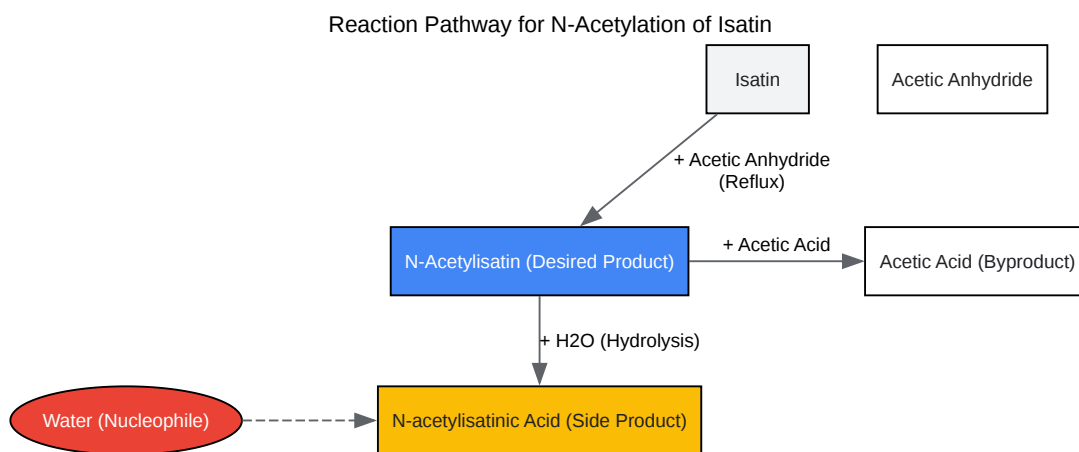 Reaction Pathway for N-Acetylation of Isatin
Isatin
Acetic Anhydride
+ Acetic Anhydride
(Reflux)
N-Acetylisatin (Desired Product)
+ Acetic Acid
Acetic Acid (Byproduct)
+ H2O (Hydrolysis)
Water (Nucleophile)
N-acetylisatinic Acid (Side Product)